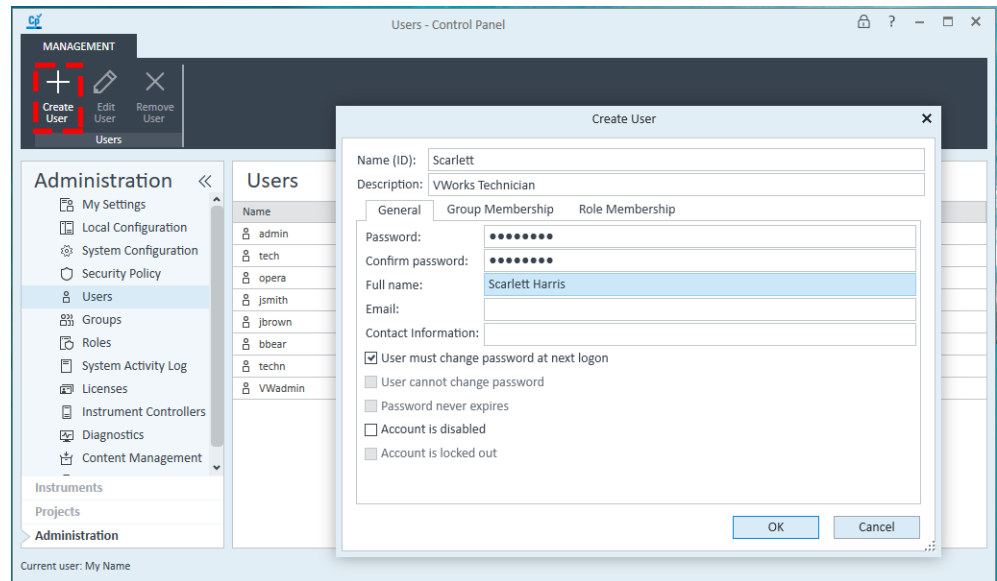 Cp
Users - Control Panel
?
MANAGEMENT
Create User
Edit User
Remove User
Users
Create User
Name (ID): Scarlett
Description: VWorks Technician
General Group Membership Role Membership
Password: ●●●●●●●●
Confirm password: ●●●●●●●●
Full name: Scarlett Harris
Email:
Contact Information:
User must change password at next logon
User cannot change password
Password never expires
Account is disabled
Account is locked out
OK Cancel
Administration
My Settings
Local Configuration
System Configuration
Security Policy
Users
Groups
Roles
System Activity Log
Licenses
Instrument Controllers
Diagnostics
Content Management
Instruments
Projects
Administration
Users
Name
admin
tech
opera
jsmith
jbrown
bbear
techn
VWadmin
Current user: My Name